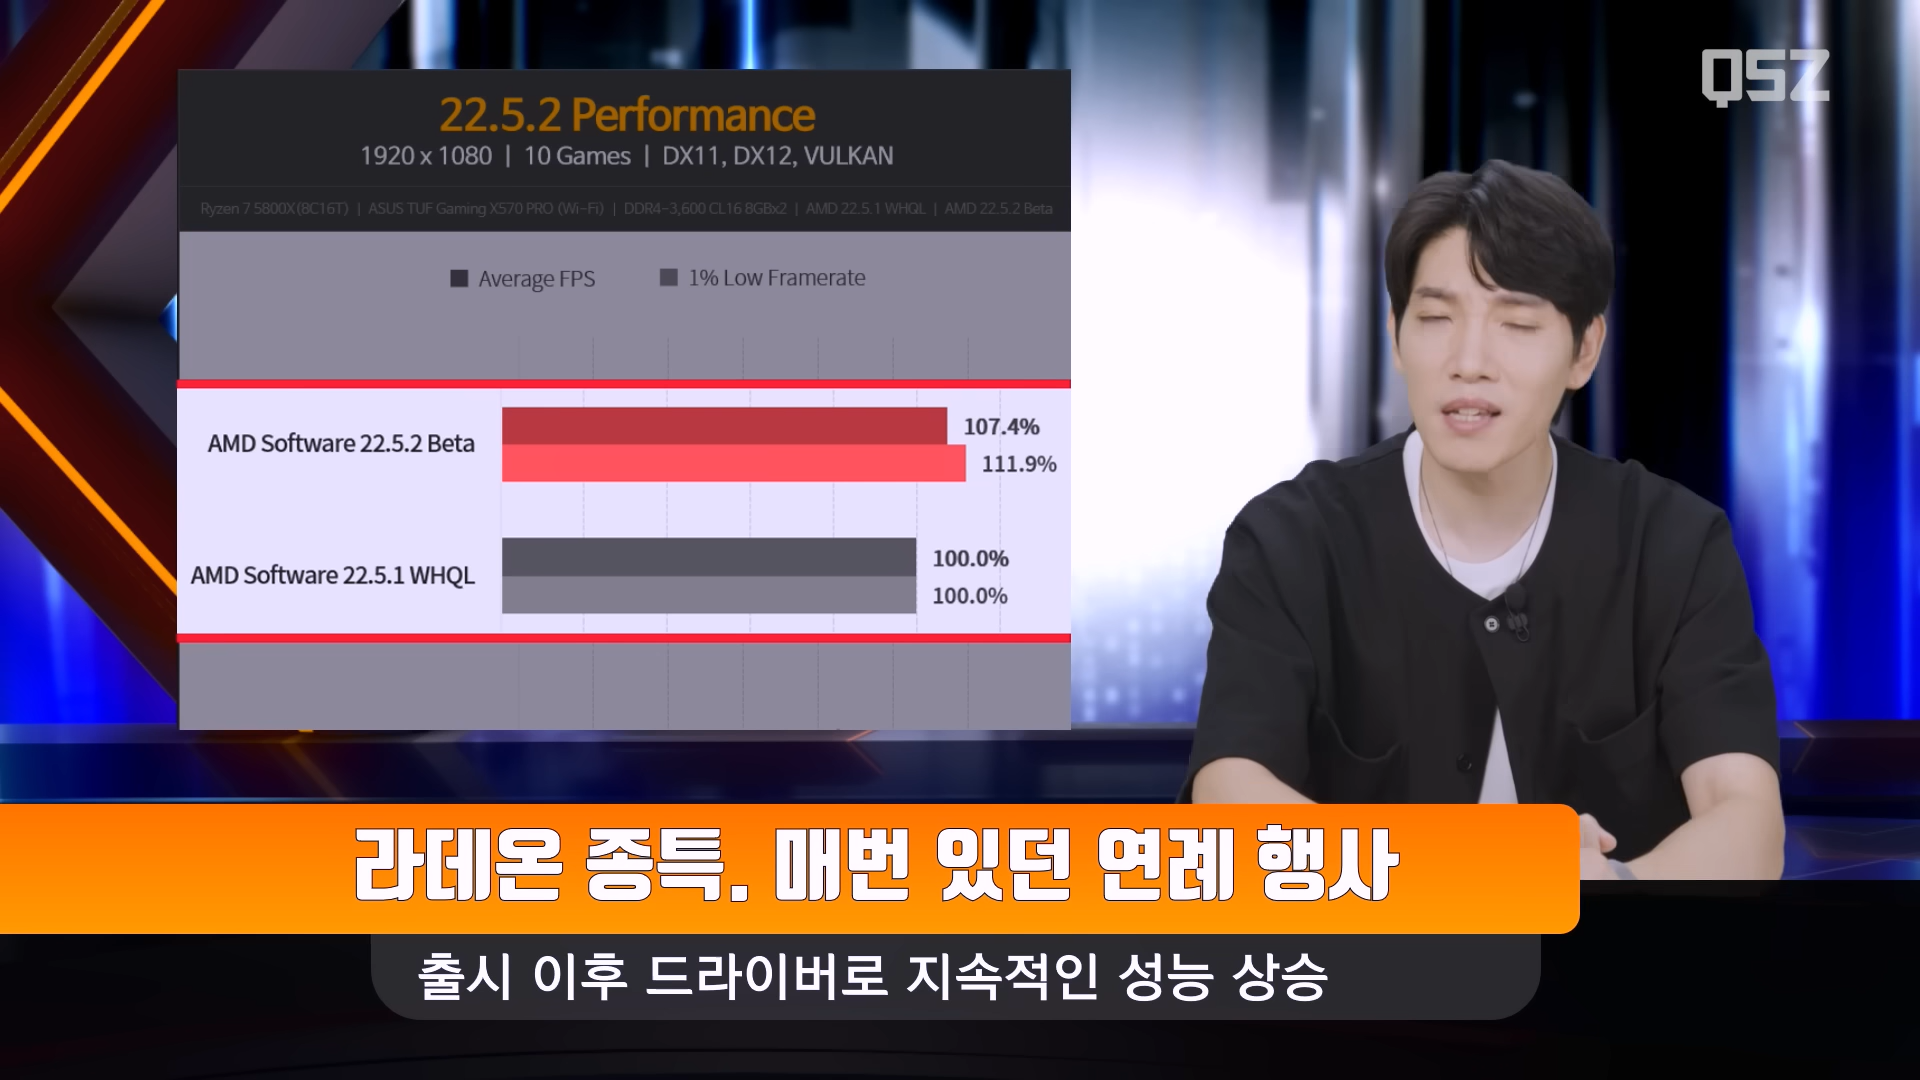 QSZ
22.5.2 Performance
1920 x 1080 | 10 Games | DX11, DX12, VULKAN
Ryzen 7 5800X(8C16T) | ASUS TUF Gaming X570 PRO (Wi-Fi) | DDR4-3,600 CL16 8GBx2 | AMD 22.5.1 WHQL | AMD 22.5.2 Beta
Average FPS 1% Low Framerate
AMD Software 22.5.2 Beta 107.4%
111.9%
AMD Software 22.5.1 WHQL 100.0%
100.0%
라데온 종특. 매번 있던 연례 행사
출시 이후 드라이버로 지속적인 성능 상승